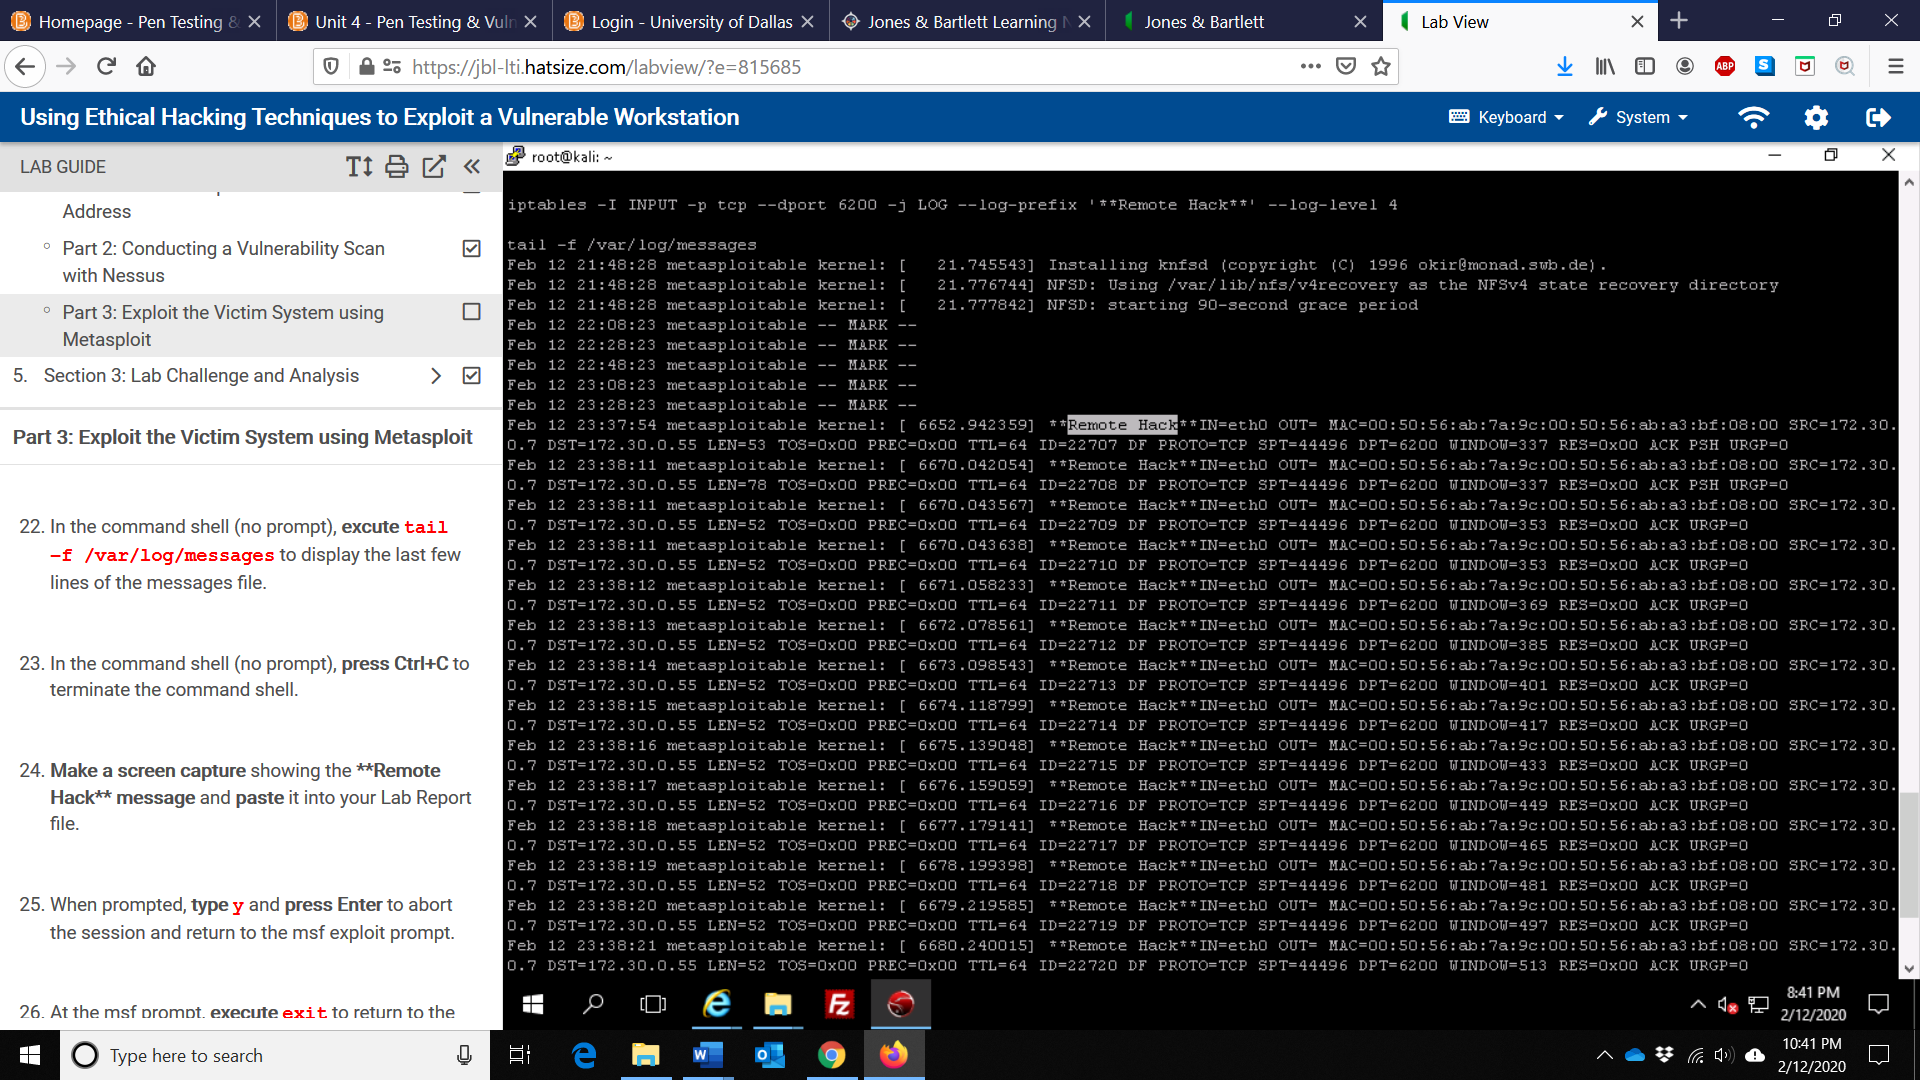 Homepage - Pen Testing &
Unit 4 - Pen Testing & Vuln
Login - University of Dallas
Jones & Bartlett Learning N
Jones & Bartlett
Lab View
https://jbl-lti.hatsize.com/labview/?e=815685
ABP
S
Using Ethical Hacking Techniques to Exploit a Vulnerable Workstation
Keyboard
System
LAB GUIDE
Address
Part 2: Conducting a Vulnerability Scan
with Nessus
Part 3: Exploit the Victim System using
Metasploit
5. Section 3: Lab Challenge and Analysis
Part 3: Exploit the Victim System using Metasploit
22. In the command shell (no prompt), excute tail
-f /var/log/messages to display the last few
lines of the messages file.
23. In the command shell (no prompt), press Ctrl+C to
terminate the command shell.
24. Make a screen capture showing the **Remote
Hack** message and paste it into your Lab Report
file.
25. When prompted, type y and press Enter to abort
the session and return to the msf exploit prompt.
26. At the msf prompt, execute exit to return to the
root@kali: ~
iptables -I INPUT -p tcp --dport 6200 -j LOG --log-prefix '**Remote Hack**' --log-level 4
tail -f /var/log/messages
Feb 12 21:48:28 metasploitable kernel: [   21.745543] Installing knfsd (copyright (C) 1996 okir@monad.swb.de).
Feb 12 21:48:28 metasploitable kernel: [   21.776744] NFSD: Using /var/lib/nfs/v4recovery as the NFSv4 state recovery directory
Feb 12 21:48:28 metasploitable kernel: [   21.777842] NFSD: starting 90-second grace period
Feb 12 22:08:23 metasploitable -- MARK --
Feb 12 22:28:23 metasploitable -- MARK --
Feb 12 22:48:23 metasploitable -- MARK --
Feb 12 23:08:23 metasploitable -- MARK --
Feb 12 23:28:23 metasploitable -- MARK --
Feb 12 23:37:54 metasploitable kernel: [ 6652.942359] **Remote Hack**IN=eth0 OUT= MAC=00:50:56:ab:7a:9c:00:50:56:ab:a3:bf:08:00 SRC=172.30.
0.7 DST=172.30.0.55 LEN=53 TOS=0x00 PREC=0x00 TTL=64 ID=22707 DF PROTO=TCP SPT=44496 DPT=6200 WINDOW=337 RES=0x00 ACK PSH URGP=0
Feb 12 23:38:11 metasploitable kernel: [ 6670.042054] **Remote Hack**IN=eth0 OUT= MAC=00:50:56:ab:7a:9c:00:50:56:ab:a3:bf:08:00 SRC=172.30.
0.7 DST=172.30.0.55 LEN=78 TOS=0x00 PREC=0x00 TTL=64 ID=22708 DF PROTO=TCP SPT=44496 DPT=6200 WINDOW=337 RES=0x00 ACK PSH URGP=0
Feb 12 23:38:11 metasploitable kernel: [ 6670.043567] **Remote Hack**IN=eth0 OUT= MAC=00:50:56:ab:7a:9c:00:50:56:ab:a3:bf:08:00 SRC=172.30.
0.7 DST=172.30.0.55 LEN=52 TOS=0x00 PREC=0x00 TTL=64 ID=22709 DF PROTO=TCP SPT=44496 DPT=6200 WINDOW=353 RES=0x00 ACK URGP=0
Feb 12 23:38:11 metasploitable kernel: [ 6670.043638] **Remote Hack**IN=eth0 OUT= MAC=00:50:56:ab:7a:9c:00:50:56:ab:a3:bf:08:00 SRC=172.30.
0.7 DST=172.30.0.55 LEN=52 TOS=0x00 PREC=0x00 TTL=64 ID=22710 DF PROTO=TCP SPT=44496 DPT=6200 WINDOW=353 RES=0x00 ACK URGP=0
Feb 12 23:38:12 metasploitable kernel: [ 6671.058233] **Remote Hack**IN=eth0 OUT= MAC=00:50:56:ab:7a:9c:00:50:56:ab:a3:bf:08:00 SRC=172.30.
0.7 DST=172.30.0.55 LEN=52 TOS=0x00 PREC=0x00 TTL=64 ID=22711 DF PROTO=TCP SPT=44496 DPT=6200 WINDOW=369 RES=0x00 ACK URGP=0
Feb 12 23:38:13 metasploitable kernel: [ 6672.078561] **Remote Hack**IN=eth0 OUT= MAC=00:50:56:ab:7a:9c:00:50:56:ab:a3:bf:08:00 SRC=172.30.
0.7 DST=172.30.0.55 LEN=52 TOS=0x00 PREC=0x00 TTL=64 ID=22712 DF PROTO=TCP SPT=44496 DPT=6200 WINDOW=385 RES=0x00 ACK URGP=0
Feb 12 23:38:14 metasploitable kernel: [ 6673.098543] **Remote Hack**IN=eth0 OUT= MAC=00:50:56:ab:7a:9c:00:50:56:ab:a3:bf:08:00 SRC=172.30.
0.7 DST=172.30.0.55 LEN=52 TOS=0x00 PREC=0x00 TTL=64 ID=22713 DF PROTO=TCP SPT=44496 DPT=6200 WINDOW=401 RES=0x00 ACK URGP=0
Feb 12 23:38:15 metasploitable kernel: [ 6674.118799] **Remote Hack**IN=eth0 OUT= MAC=00:50:56:ab:7a:9c:00:50:56:ab:a3:bf:08:00 SRC=172.30.
0.7 DST=172.30.0.55 LEN=52 TOS=0x00 PREC=0x00 TTL=64 ID=22714 DF PROTO=TCP SPT=44496 DPT=6200 WINDOW=417 RES=0x00 ACK URGP=0
Feb 12 23:38:16 metasploitable kernel: [ 6675.139048] **Remote Hack**IN=eth0 OUT= MAC=00:50:56:ab:7a:9c:00:50:56:ab:a3:bf:08:00 SRC=172.30.
0.7 DST=172.30.0.55 LEN=52 TOS=0x00 PREC=0x00 TTL=64 ID=22715 DF PROTO=TCP SPT=44496 DPT=6200 WINDOW=433 RES=0x00 ACK URGP=0
Feb 12 23:38:17 metasploitable kernel: [ 6676.159059] **Remote Hack**IN=eth0 OUT= MAC=00:50:56:ab:7a:9c:00:50:56:ab:a3:bf:08:00 SRC=172.30.
0.7 DST=172.30.0.55 LEN=52 TOS=0x00 PREC=0x00 TTL=64 ID=22716 DF PROTO=TCP SPT=44496 DPT=6200 WINDOW=449 RES=0x00 ACK URGP=0
Feb 12 23:38:18 metasploitable kernel: [ 6677.179141] **Remote Hack**IN=eth0 OUT= MAC=00:50:56:ab:7a:9c:00:50:56:ab:a3:bf:08:00 SRC=172.30.
0.7 DST=172.30.0.55 LEN=52 TOS=0x00 PREC=0x00 TTL=64 ID=22717 DF PROTO=TCP SPT=44496 DPT=6200 WINDOW=465 RES=0x00 ACK URGP=0
Feb 12 23:38:19 metasploitable kernel: [ 6678.199398] **Remote Hack**IN=eth0 OUT= MAC=00:50:56:ab:7a:9c:00:50:56:ab:a3:bf:08:00 SRC=172.30.
0.7 DST=172.30.0.55 LEN=52 TOS=0x00 PREC=0x00 TTL=64 ID=22718 DF PROTO=TCP SPT=44496 DPT=6200 WINDOW=481 RES=0x00 ACK URGP=0
Feb 12 23:38:20 metasploitable kernel: [ 6679.219585] **Remote Hack**IN=eth0 OUT= MAC=00:50:56:ab:7a:9c:00:50:56:ab:a3:bf:08:00 SRC=172.30.
0.7 DST=172.30.0.55 LEN=52 TOS=0x00 PREC=0x00 TTL=64 ID=22719 DF PROTO=TCP SPT=44496 DPT=6200 WINDOW=497 RES=0x00 ACK URGP=0
Feb 12 23:38:21 metasploitable kernel: [ 6680.240015] **Remote Hack**IN=eth0 OUT= MAC=00:50:56:ab:7a:9c:00:50:56:ab:a3:bf:08:00 SRC=172.30.
0.7 DST=172.30.0.55 LEN=52 TOS=0x00 PREC=0x00 TTL=64 ID=22720 DF PROTO=TCP SPT=44496 DPT=6200 WINDOW=513 RES=0x00 ACK URGP=0
8:41 PM
2/12/2020
Type here to search
10:41 PM
2/12/2020